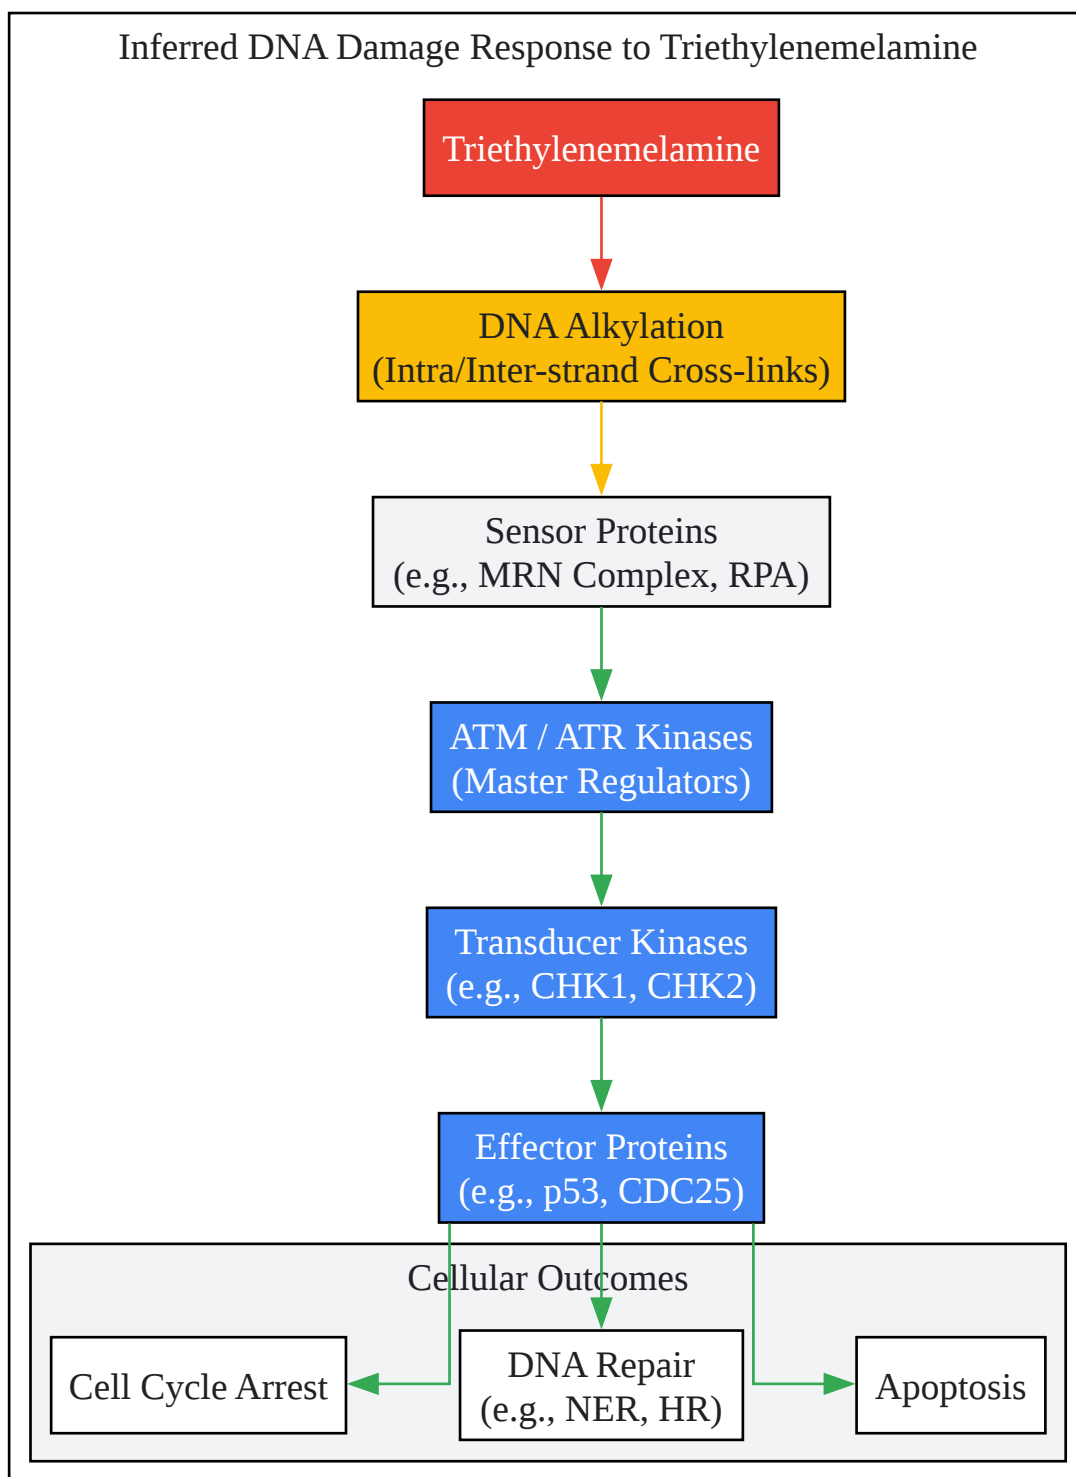 Inferred DNA Damage Response to Triethylenemelamine
Triethylenemelamine
DNA Alkylation
(Intra/Inter-strand Cross-links)
Sensor Proteins
(e.g., MRN Complex, RPA)
ATM / ATR Kinases
(Master Regulators)
Transducer Kinases
(e.g., CHK1, CHK2)
Effector Proteins
(e.g., p53, CDC25)
Cellular Outcomes
Cell Cycle Arrest
DNA Repair
(e.g., NER, HR)
Apoptosis